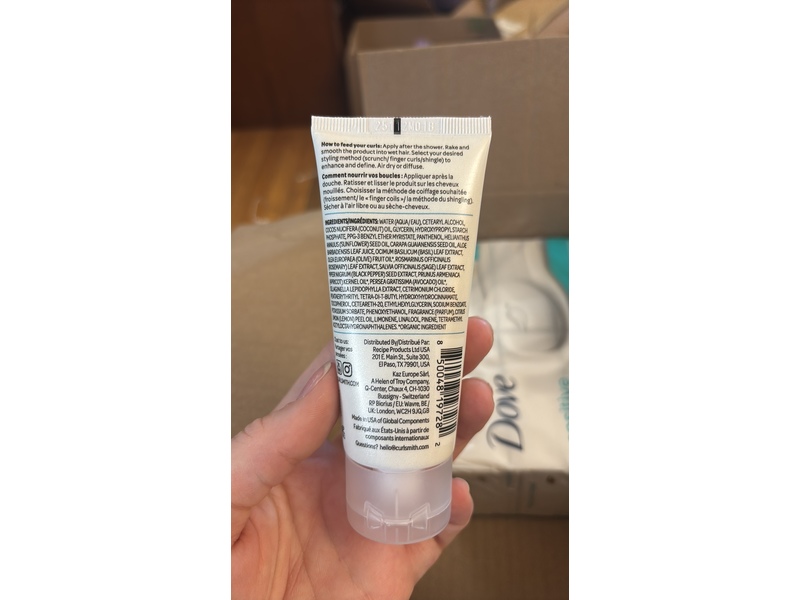 How to feed your curls: Apply after the shower. Rake and
smooth the product into wet hair. Select your desired
styling method (scrunch/ finger curls/shingle) to
enhance and define. Air dry or diffuse.
Comment nourrir vos boucles : Appliquer après la
douche. Ratisser et lisser le produit sur les cheveux
mouillés. Choisissez la méthode de coiffage souhaitée
(froissement/ le « finger coils »/ la méthode du shingling).
Sécher à l'air libre ou au sèche-cheveux.
INGREDIENTS/INGRÉDIENTS: WATER (AQUA/EAU), CETEARYL ALCOHOL,
COCOS NUCIFERA (COCONUT) OIL, GLYCERIN, HYDROXYPROPYL STARCH
PHOSPHATE, PPG-3 BENZYL ETHER MYRISTATE, PANTHENOL, HELIANTHUS
ANNUUS (SUNFLOWER) SEED OIL, CARAPA GUAIANENSIS SEED OIL, ALOE
BARBADENSIS LEAF JUICE, OCIMUM BASILICUM (BASIL) LEAF EXTRACT,
OLEA EUROPAEA (OLIVE) FRUIT OIL*, ROSMARINUS OFFICINALIS
(ROSEMARY) LEAF EXTRACT, SALVIA OFFICINALIS (SAGE) LEAF EXTRACT,
PIPER NIGRUM (BLACK PEPPER) SEED EXTRACT, PRUNUS ARMENIACA
(APRICOT) KERNEL OIL*, PERSEA GRATISSIMA (AVOCADO) OIL*,
SELAGINELLA LEPIDOPHYLLA EXTRACT, CETRIMONIUM CHLORIDE,
PENTAERYTHRITYL TETRA-DI-T-BUTYL HYDROXYHYDROCINNAMATE,
TOCOPHEROL, CETEARETH-20, ETHYLHEXYLGLYCERIN, SODIUM BENZOATE,
POTASSIUM SORBATE, PHENOXYETHANOL, FRAGRANCE (PARFUM), CITRUS
LIMON (LEMON) PEEL OIL, LIMONENE, LINALOOL, PINENE, TETRAMETHYL
ACETYLOCTAHYDRONAPHTHALENES. *ORGANIC INGREDIENT
Distributed By/Distribué Par:
Recipe Products Ltd USA
201 E. Main St., Suite 300,
El Paso, TX 79901, USA
Kaz Europe Sàrl,
A Helen of Troy Company,
Q-Center, Chaux 4, CH-1030
Bussigny - Switzerland
RP Biorius / EU: Wavre, BE /
UK: London, WC2H 9JQ,GB
Made in USA of Global Components
Fabriqué aux États-Unis à partir de
composants internationaux
Questions? hello@curlsmith.com
8 50048 19728 2
Dove